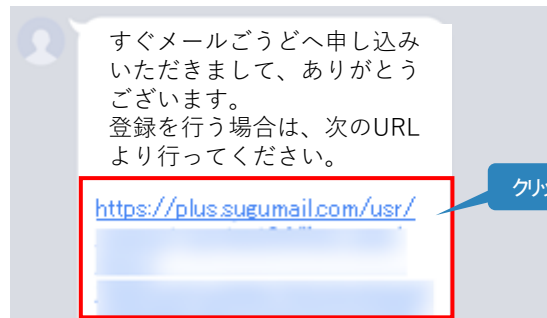 すぐメールごうどへ申し込み
いただきまして、ありがとう
ございます。
登録を行う場合は、次のURL
より行ってください。
https://plus.sugumail.com/usr/